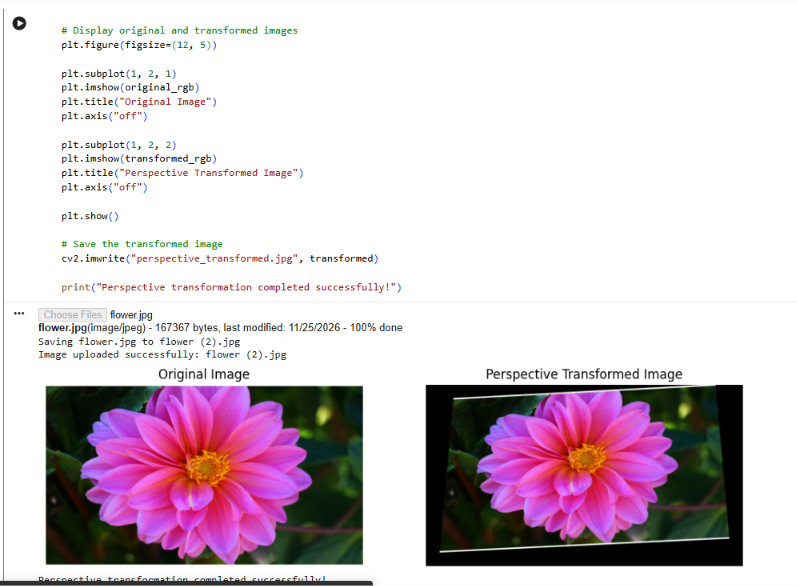 # Display original and transformed images
plt.figure(figsize=(12, 5))
plt.subplot(1, 2, 1)
plt.imshow(original_rgb)
plt.title("Original Image")
plt.axis("off")
plt.subplot(1, 2, 2)
plt.imshow(transformed_rgb)
plt.title("Perspective Transformed Image")
plt.axis("off")
plt.show()
# Save the transformed image
cv2.imwrite("perspective_transformed.jpg", transformed)
print("Perspective transformation completed successfully!")
Choose Files flower.jpg
flower.jpg(image/jpeg) - 167367 bytes, last modified: 11/25/2026 - 100% done
Saving flower.jpg to flower (2).jpg
Image uploaded successfully: flower (2).jpg
Original Image
Perspective Transformed Image
Perspective transformation completed successfully!